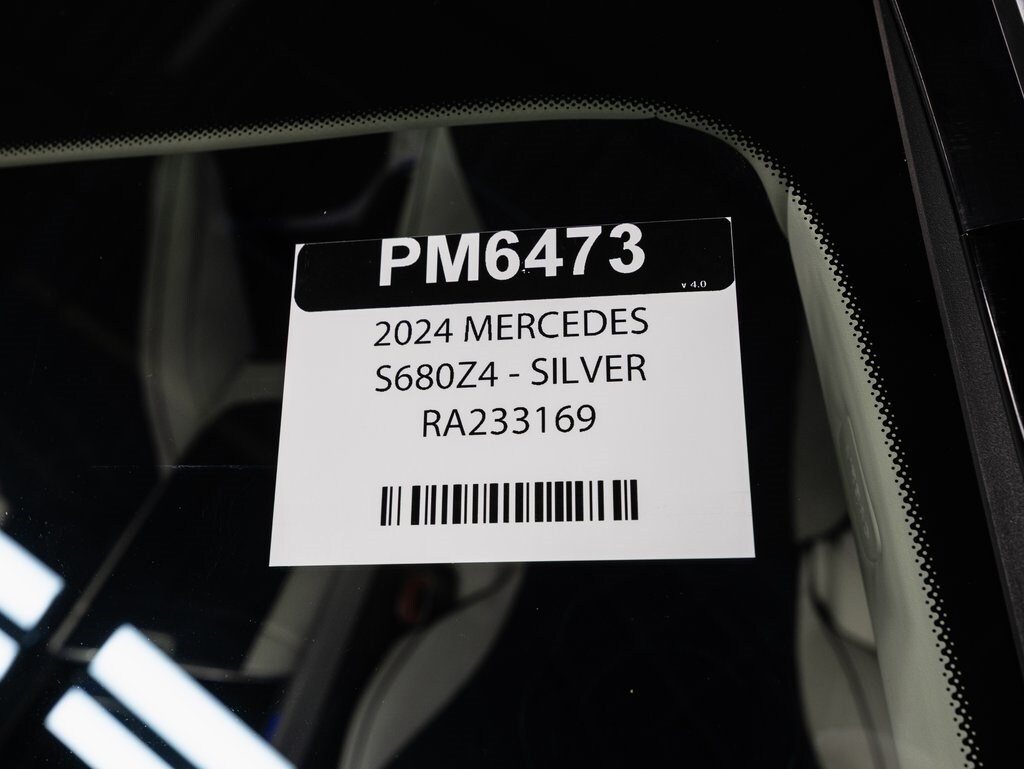 PM6473
v 4.0
2024 MERCEDES
S680Z4 - SILVER
RA233169